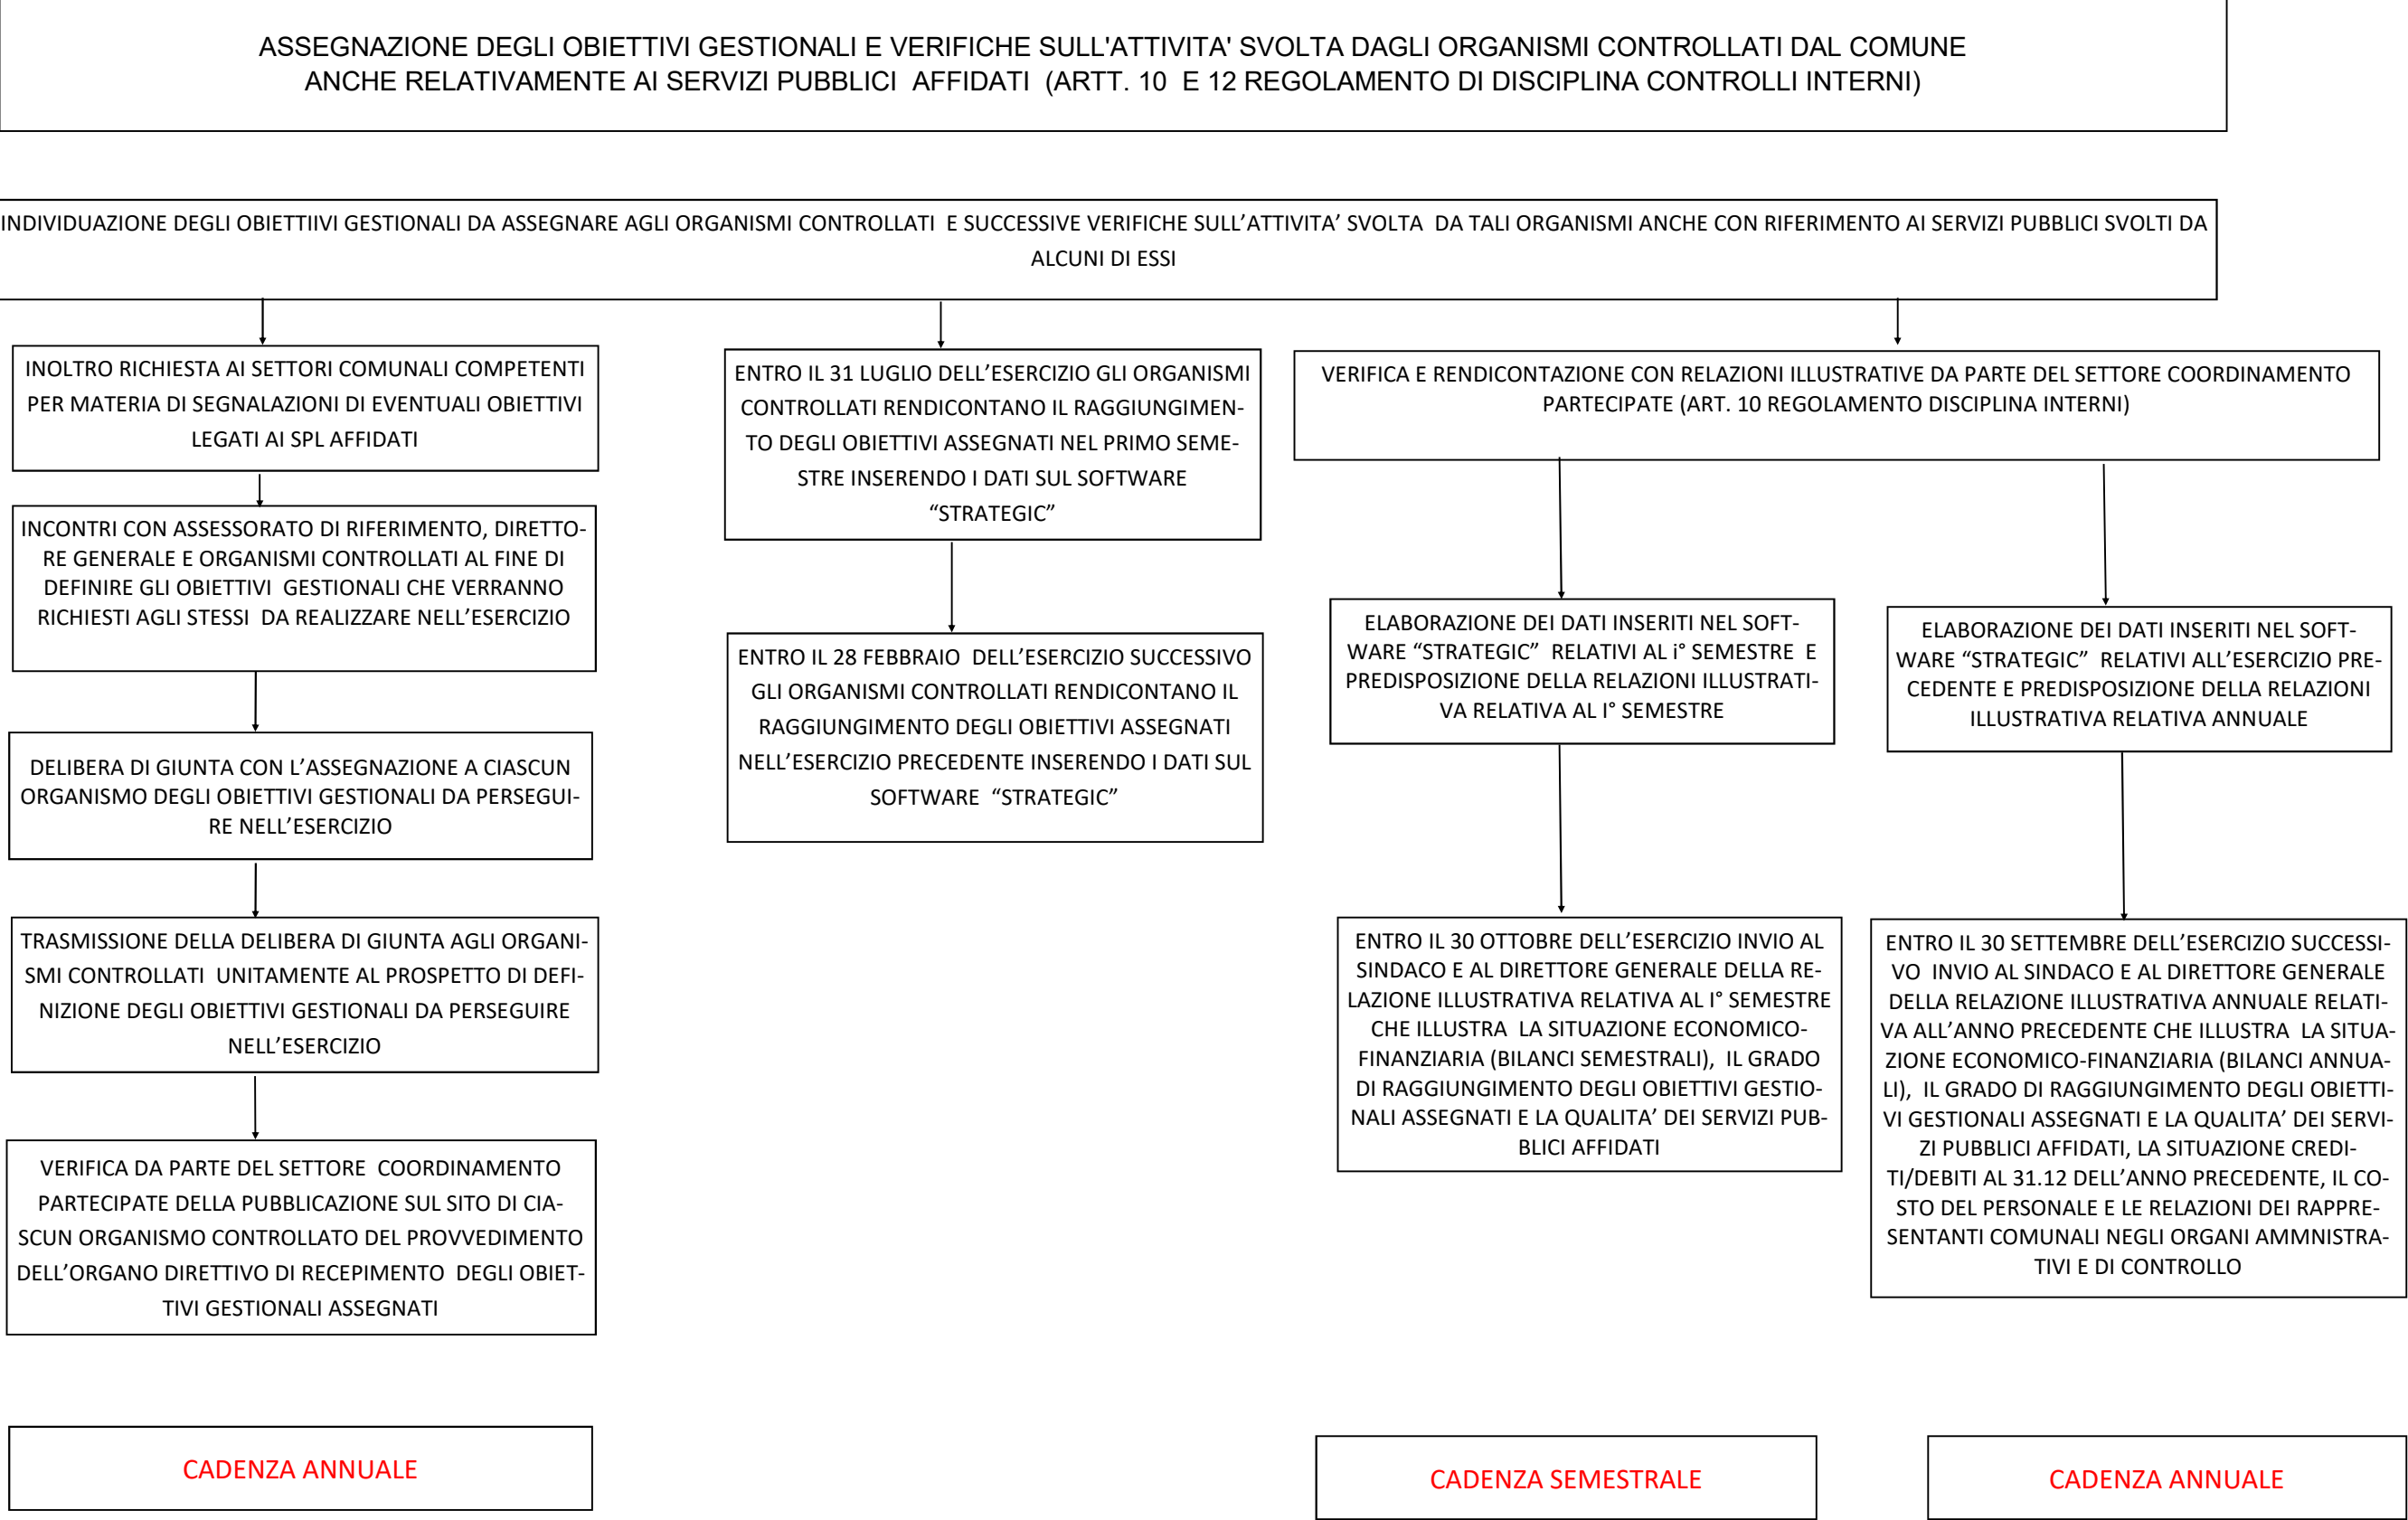 ASSEGNAZIONE DEGLI OBIETTIVI GESTIONALI E VERIFICHE SULL'ATTIVITA' SVOLTA DAGLI ORGANISMI CONTROLLATI DAL COMUNE
ANCHE RELATIVAMENTE AI SERVIZI PUBBLICI AFFIDATI (ARTT. 10 E 12 REGOLAMENTO DI DISCIPLINA CONTROLLI INTERNI)
INDIVIDUAZIONE DEGLI OBIETTIIVI GESTIONALI DA ASSEGNARE AGLI ORGANISMI CONTROLLATI E SUCCESSIVE VERIFICHE SULL’ATTIVITA’ SVOLTA DA TALI ORGANISMI ANCHE CON RIFERIMENTO AI SERVIZI PUBBLICI SVOLTI DA
ALCUNI DI ESSI
INOLTRO RICHIESTA AI SETTORI COMUNALI COMPETENTI
PER MATERIA DI SEGNALAZIONI DI EVENTUALI OBIETTIVI
LEGATI AI SPL AFFIDATI
INCONTRI CON ASSESSORATO DI RIFERIMENTO, DIRETTO-
RE GENERALE E ORGANISMI CONTROLLATI AL FINE DI
DEFINIRE GLI OBIETTIVI GESTIONALI CHE VERRANNO
RICHIESTI AGLI STESSI DA REALIZZARE NELL’ESERCIZIO
DELIBERA DI GIUNTA CON L’ASSEGNAZIONE A CIASCUN
ORGANISMO DEGLI OBIETTIVI GESTIONALI DA PERSEGUI-
RE NELL’ESERCIZIO
TRASMISSIONE DELLA DELIBERA DI GIUNTA AGLI ORGANI-
SMI CONTROLLATI UNITAMENTE AL PROSPETTO DI DEFI-
NIZIONE DEGLI OBIETTIVI GESTIONALI DA PERSEGUIRE
NELL’ESERCIZIO
VERIFICA DA PARTE DEL SETTORE COORDINAMENTO
PARTECIPATE DELLA PUBBLICAZIONE SUL SITO DI CIA-
SCUN ORGANISMO CONTROLLATO DEL PROVVEDIMENTO
DELL’ORGANO DIRETTIVO DI RECEPIMENTO DEGLI OBIET-
TIVI GESTIONALI ASSEGNATI
CADENZA ANNUALE
ENTRO IL 31 LUGLIO DELL’ESERCIZIO GLI ORGANISMI
CONTROLLATI RENDICONTANO IL RAGGIUNGIMEN-
TO DEGLI OBIETTIVI ASSEGNATI NEL PRIMO SEME-
STRE INSERENDO I DATI SUL SOFTWARE
“STRATEGIC”
ENTRO IL 28 FEBBRAIO DELL’ESERCIZIO SUCCESSIVO
GLI ORGANISMI CONTROLLATI RENDICONTANO IL
RAGGIUNGIMENTO DEGLI OBIETTIVI ASSEGNATI
NELL’ESERCIZIO PRECEDENTE INSERENDO I DATI SUL
SOFTWARE “STRATEGIC”
VERIFICA E RENDICONTAZIONE CON RELAZIONI ILLUSTRATIVE DA PARTE DEL SETTORE COORDINAMENTO
PARTECIPATE (ART. 10 REGOLAMENTO DISCIPLINA INTERNI)
ELABORAZIONE DEI DATI INSERITI NEL SOFT-
WARE “STRATEGIC” RELATIVI AL i° SEMESTRE E
PREDISPOSIZIONE DELLA RELAZIONI ILLUSTRATI-
VA RELATIVA AL I° SEMESTRE
ENTRO IL 30 OTTOBRE DELL’ESERCIZIO INVIO AL
SINDACO E AL DIRETTORE GENERALE DELLA RE-
LAZIONE ILLUSTRATIVA RELATIVA AL I° SEMESTRE
CHE ILLUSTRA LA SITUAZIONE ECONOMICO-
FINANZIARIA (BILANCI SEMESTRALI), IL GRADO
DI RAGGIUNGIMENTO DEGLI OBIETTIVI GESTIO-
NALI ASSEGNATI E LA QUALITA’ DEI SERVIZI PUB-
BLICI AFFIDATI
CADENZA SEMESTRALE
ELABORAZIONE DEI DATI INSERITI NEL SOFT-
WARE “STRATEGIC” RELATIVI ALL’ESERCIZIO PRE-
CEDENTE E PREDISPOSIZIONE DELLA RELAZIONI
ILLUSTRATIVA RELATIVA ANNUALE
ENTRO IL 30 SETTEMBRE DELL’ESERCIZIO SUCCESSI-
VO INVIO AL SINDACO E AL DIRETTORE GENERALE
DELLA RELAZIONE ILLUSTRATIVA ANNUALE RELATI-
VA ALL’ANNO PRECEDENTE CHE ILLUSTRA LA SITUA-
ZIONE ECONOMICO-FINANZIARIA (BILANCI ANNUA-
LI), IL GRADO DI RAGGIUNGIMENTO DEGLI OBIETTI-
VI GESTIONALI ASSEGNATI E LA QUALITA’ DEI SERVI-
ZI PUBBLICI AFFIDATI, LA SITUAZIONE CREDI-
TI/DEBITI AL 31.12 DELL’ANNO PRECEDENTE, IL CO-
STO DEL PERSONALE E LE RELAZIONI DEI RAPPRE-
SENTANTI COMUNALI NEGLI ORGANI AMMNISTRA-
TIVI E DI CONTROLLO
CADENZA ANNUALE